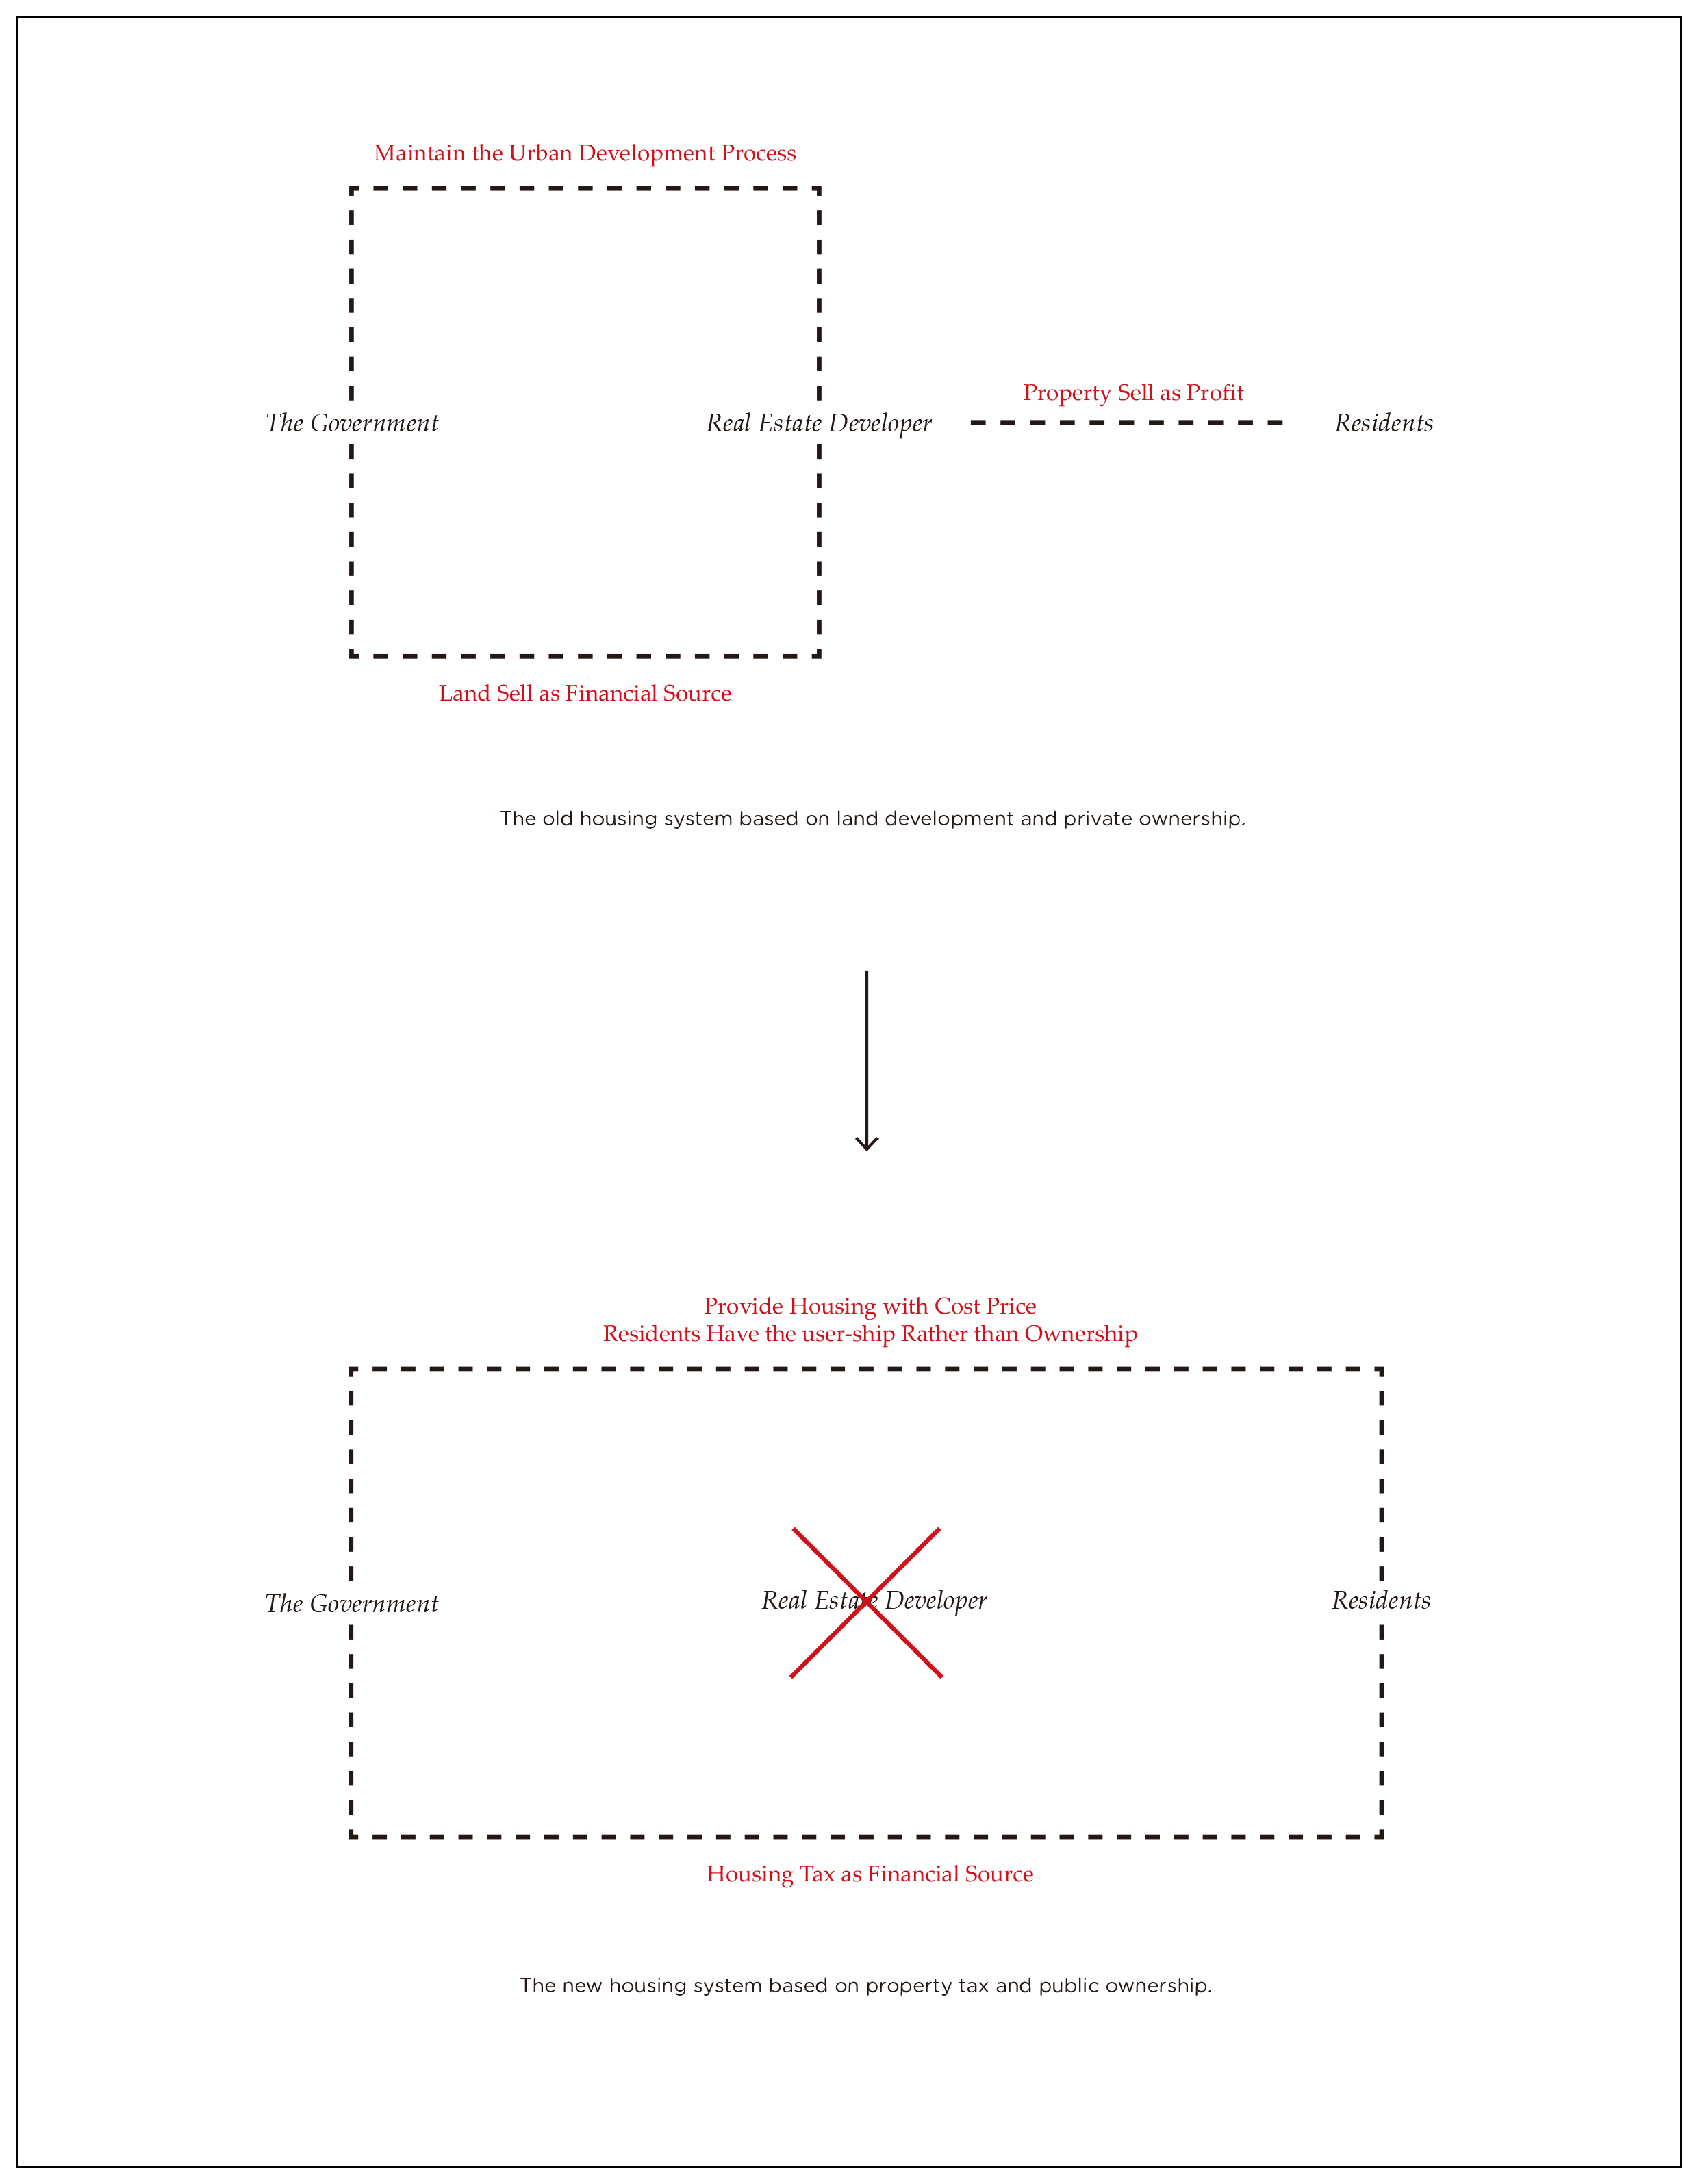 Maintain the Urban Development Process
Property Sell as Profit
The Government
Real Estate Developer
Residents
Land Sell as Financial Source
The old housing system based on land development and private ownership.
Provide Housing with Cost Price
Residents Have the user-ship Rather than Ownership
The Government
Real Estate Developer
Residents
Housing Tax as Financial Source
The new housing system based on property tax and public ownership.